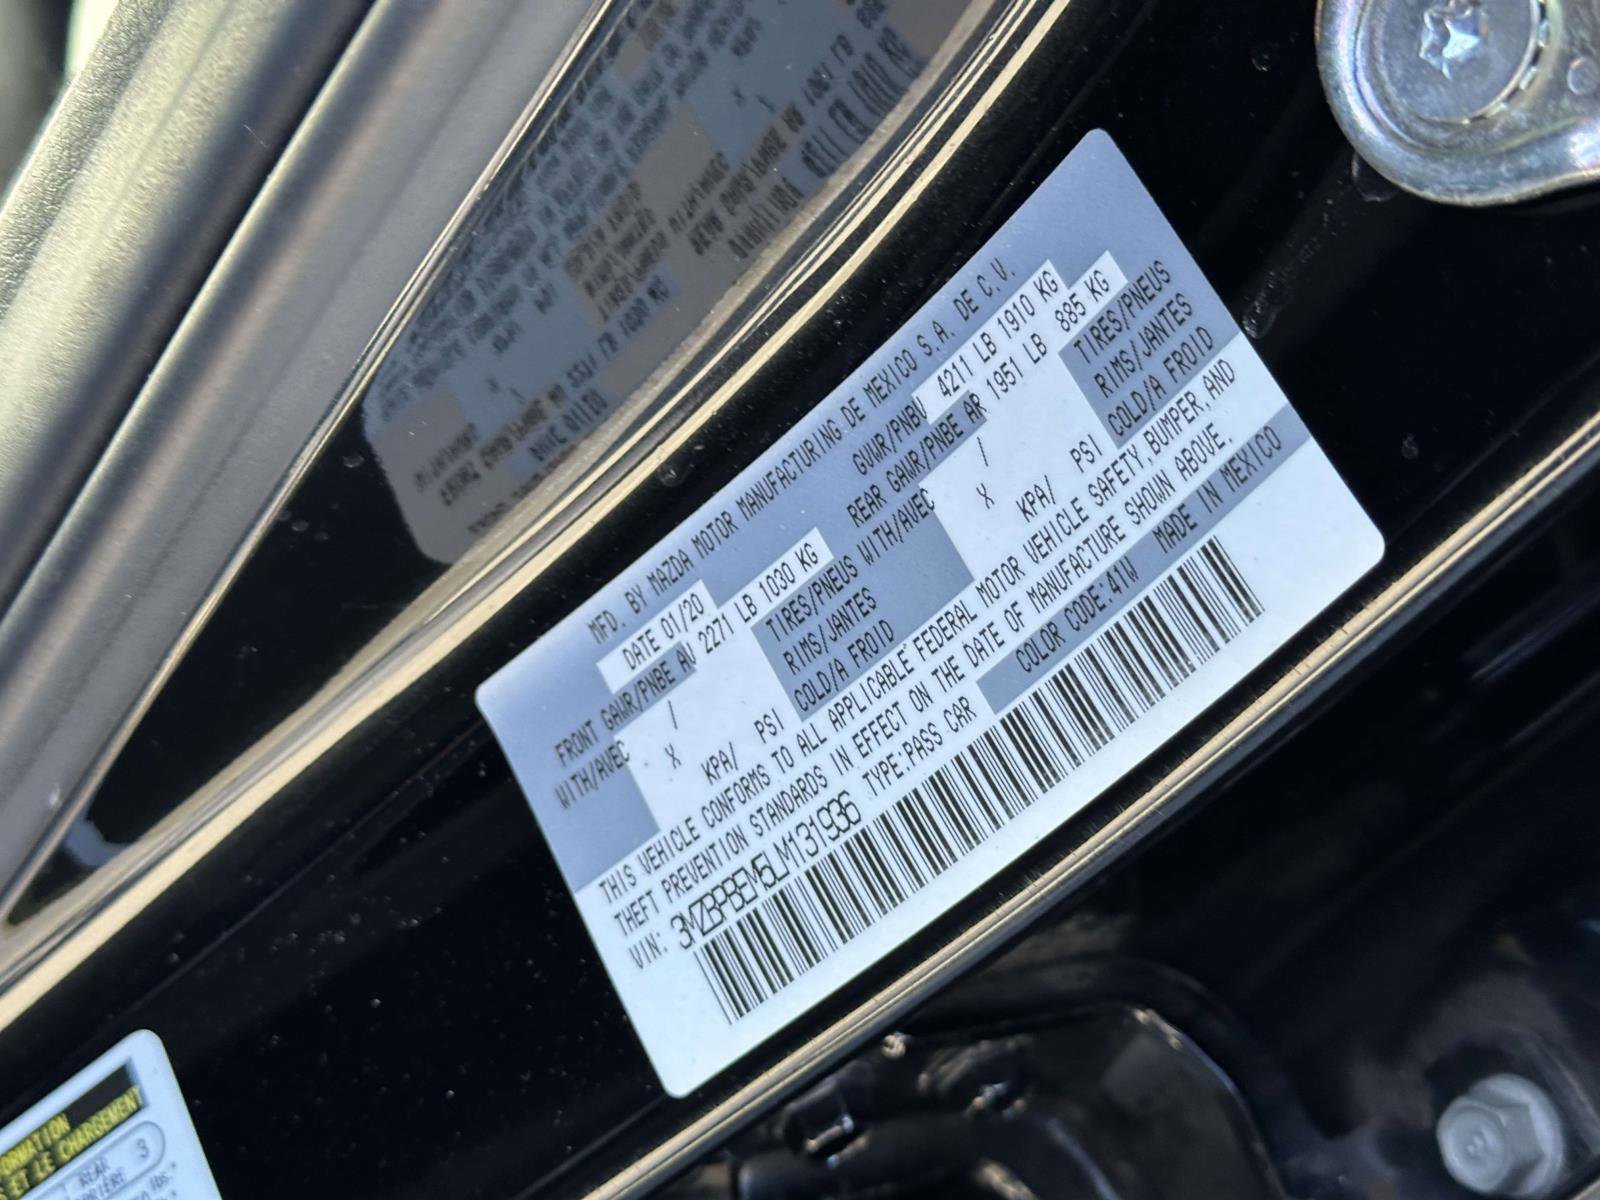 MFD. BY MAZDA MOTOR MANUFACTURING DE MEXICO S.A. DE C.V.
DATE 01/20 GVWR/PNBV 4211 LB 1910 KG
FRONT GAWR/PNBE AV 2271 LB 1030 KG REAR GAWR/PNBE AR 1951 LB 885 KG
WITH/AVEC / TIRES/PNEUS WITH/AVEC / TIRES/PNEUS
X RIMS/JANTES X RIMS/JANTES
KPA/ PSI COLD/A FROID KPA/ PSI COLD/A FROID
THIS VEHICLE CONFORMS TO ALL APPLICABLE FEDERAL MOTOR VEHICLE SAFETY, BUMPER, AND
THEFT PREVENTION STANDARDS IN EFFECT ON THE DATE OF MANUFACTURE SHOWN ABOVE.
VIN: 3MZBPBEM5LM131936 TYPE:PASS CAR COLOR CODE:41W MADE IN MEXICO
ET LE CHARGEMENT
REAR 3